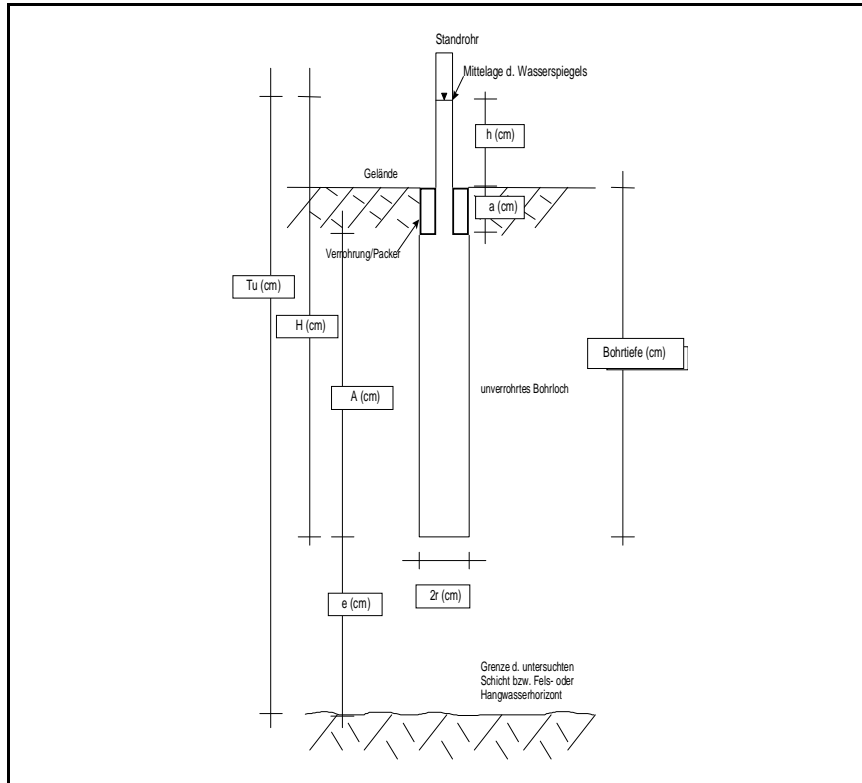 Standrohr
Mittelage d. Wasserspiegels
h (cm)
Gelände
a (cm)
Verrohrung/Packer
Tu (cm)
H (cm)
Bohrtiefe (cm)
A (cm)
unverrohrtes Bohrloch
2r (cm)
e (cm)
Grenze d. untersuchten
Schicht bzw. Fels- oder
Hangwasserhorizont